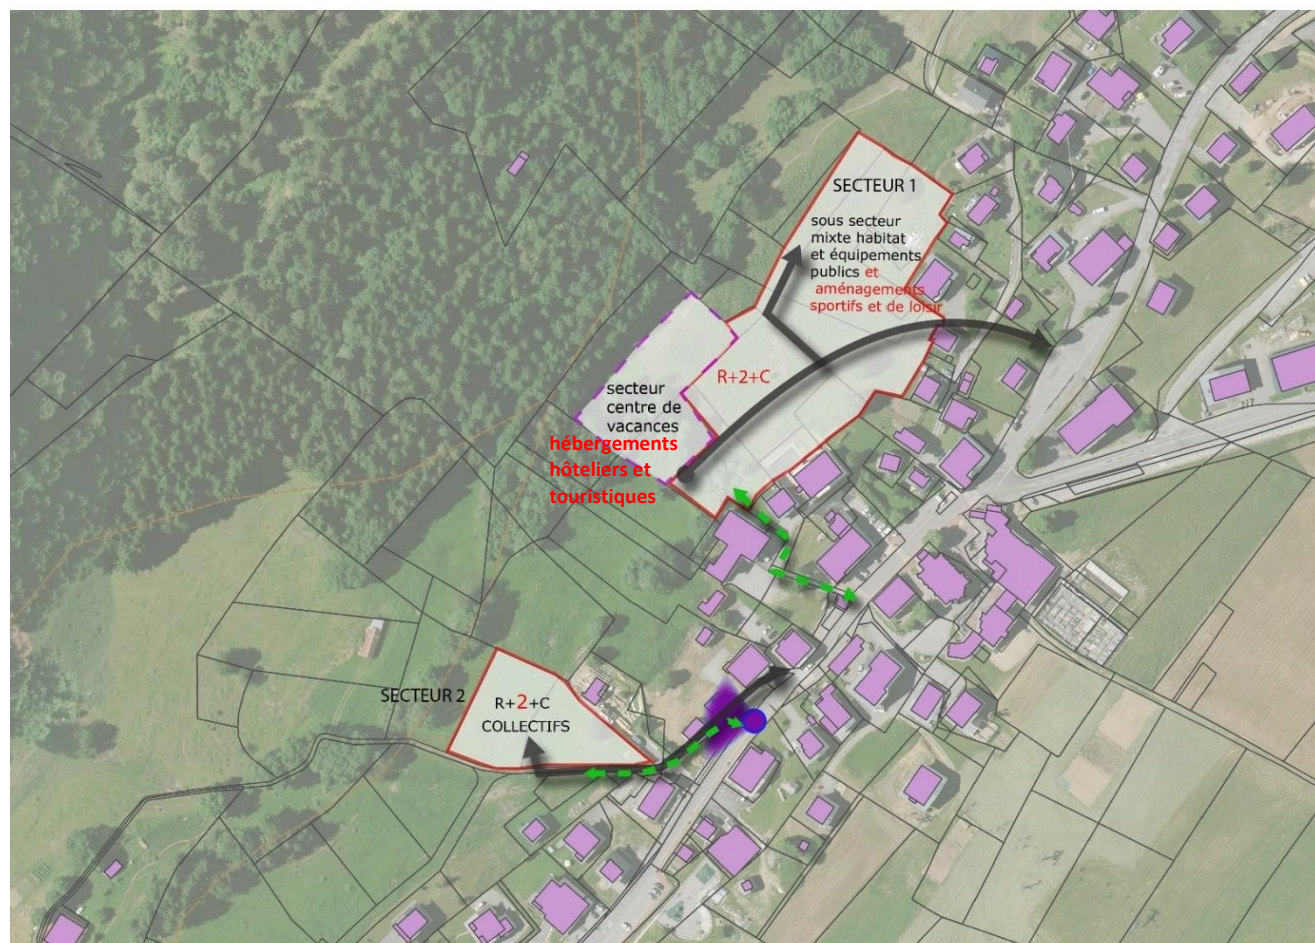 SECTEUR 1
sous secteur
mixte habitat
et équipements
publics et
aménagements
sportifs et de loisir
R+2+C
secteur
centre de
vacances
hébergements
hôteliers et
touristiques
SECTEUR 2
R+2+C
COLLECTIFS